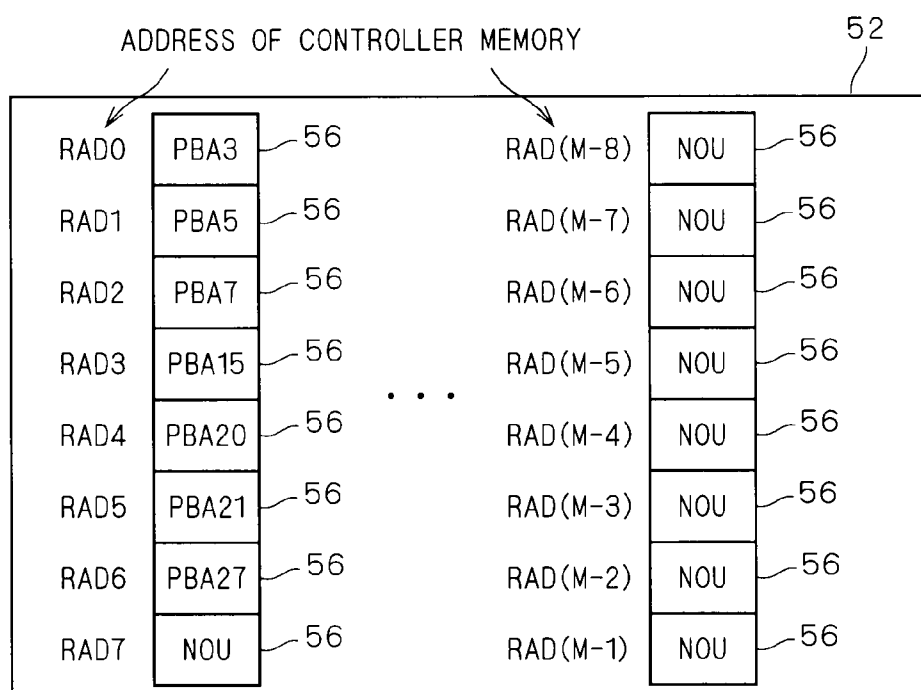 ADDRESS OF CONTROLLER MEMORY 52
RAD0 PBA3 56 RAD(M-8) NOU 56
RAD1 PBA5 56 RAD(M-7) NOU 56
RAD2 PBA7 56 RAD(M-6) NOU 56
RAD3 PBA15 56 RAD(M-5) NOU 56
. . .
RAD4 PBA20 56 RAD(M-4) NOU 56
RAD5 PBA21 56 RAD(M-3) NOU 56
RAD6 PBA27 56 RAD(M-2) NOU 56
RAD7 NOU 56 RAD(M-1) NOU 56